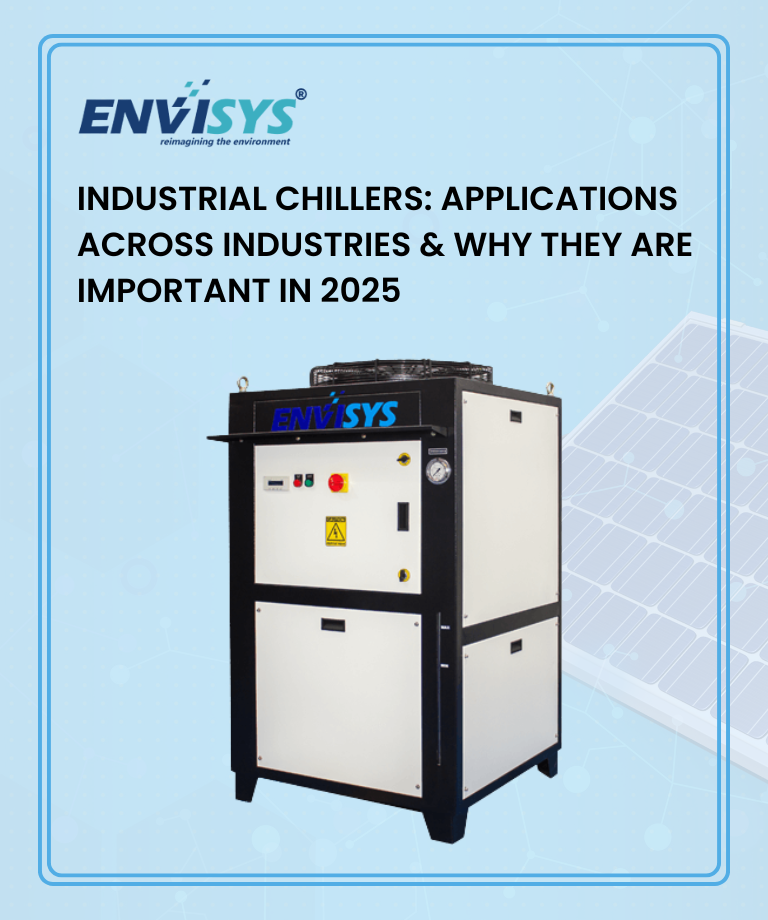 ENVISYS®
reimagining the environment
INDUSTRIAL CHILLERS: APPLICATIONS
ACROSS INDUSTRIES & WHY THEY ARE
IMPORTANT IN 2025
ENVISYS